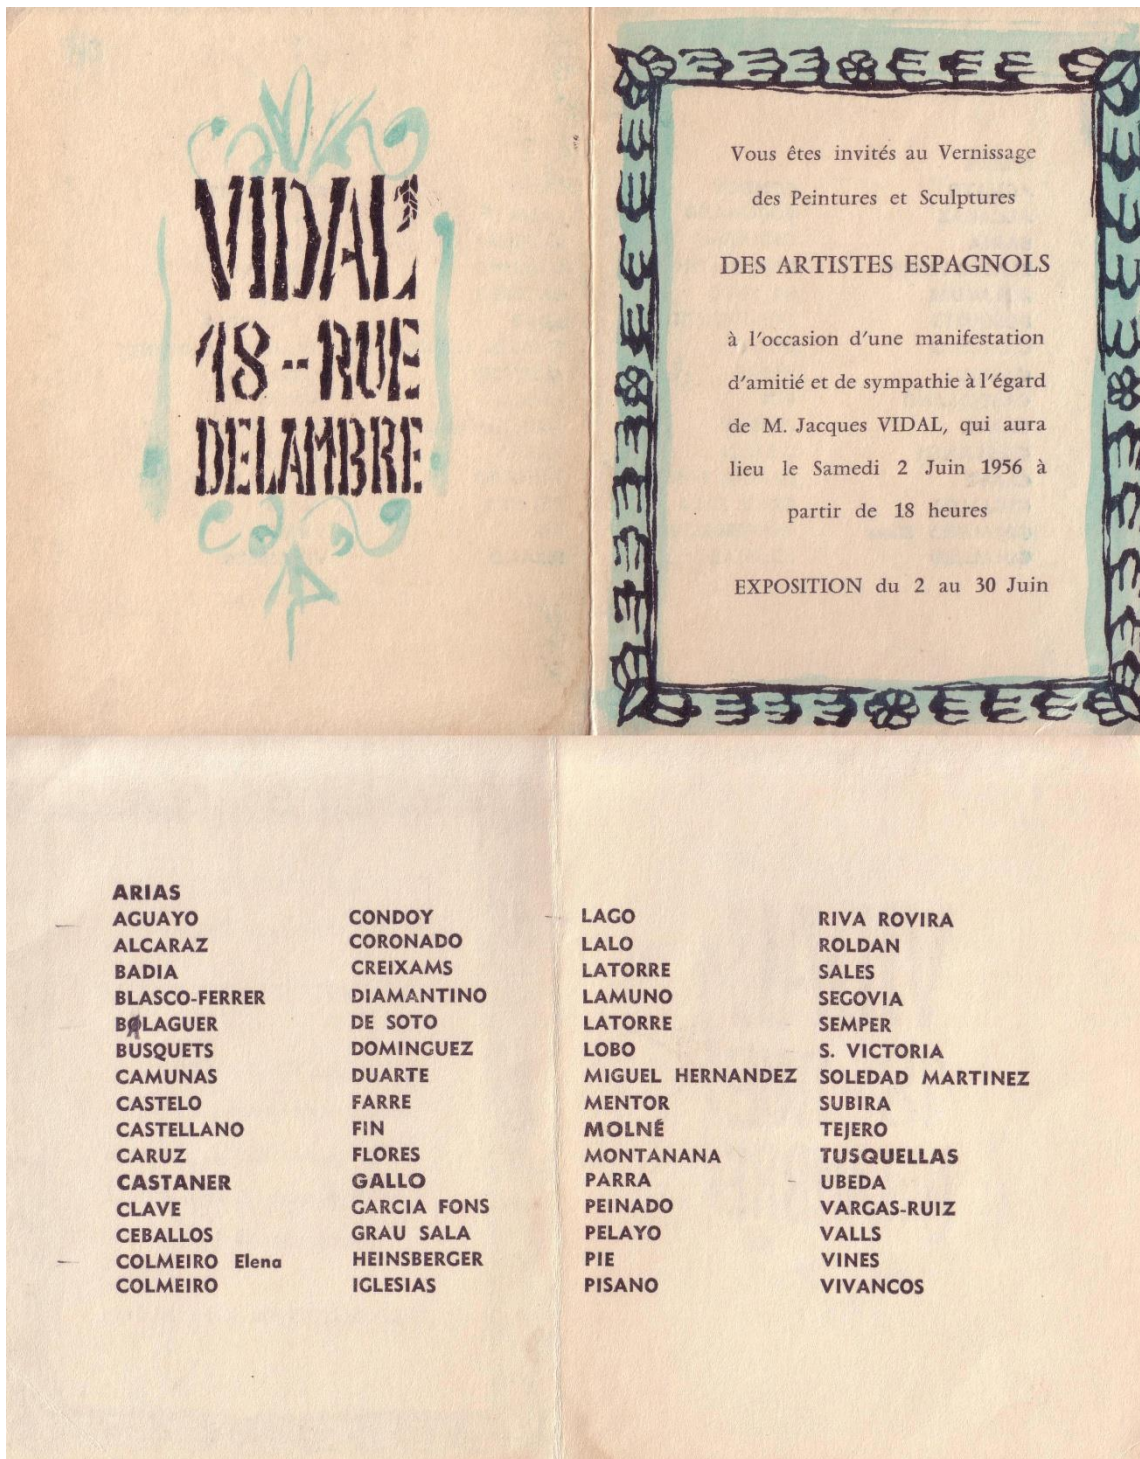 VIDAL
18 -- RUE
DELAMBRE
Vous êtes invités au Vernissage
des Peintures et Sculptures
DES ARTISTES ESPAGNOLS
à l'occasion d'une manifestation
d'amitié et de sympathie à l'égard
de M. Jacques VIDAL, qui aura
lieu le Samedi 2 Juin 1956 à
partir de 18 heures
EXPOSITION du 2 au 30 Juin
ARIAS
AGUAYO
ALCARAZ
BADIA
BLASCO-FERRER
BALAGUER
BUSQUETS
CAMUNAS
CASTELO
CASTELLANO
CARUZ
CASTANER
CLAVE
CEBALLOS
COLMEIRO Elena
COLMEIRO
CONDOY
CORONADO
CREIXAMS
DIAMANTINO
DE SOTO
DOMINGUEZ
DUARTE
FARRE
FIN
FLORES
GALLO
GARCIA FONS
GRAU SALA
HEINSBERGER
IGLESIAS
LAGO
LALO
LATORRE
LAMUNO
LATORRE
LOBO
MIGUEL HERNANDEZ
MENTOR
MOLNÉ
MONTANANA
PARRA
PEINADO
PELAYO
PIE
PISANO
RIVA ROVIRA
ROLDAN
SALES
SEGOVIA
SEMPER
S. VICTORIA
SOLEDAD MARTINEZ
SUBIRA
TEJERO
TUSQUELLAS
UBEDA
VARGAS-RUIZ
VALLS
VINES
VIVANCOS